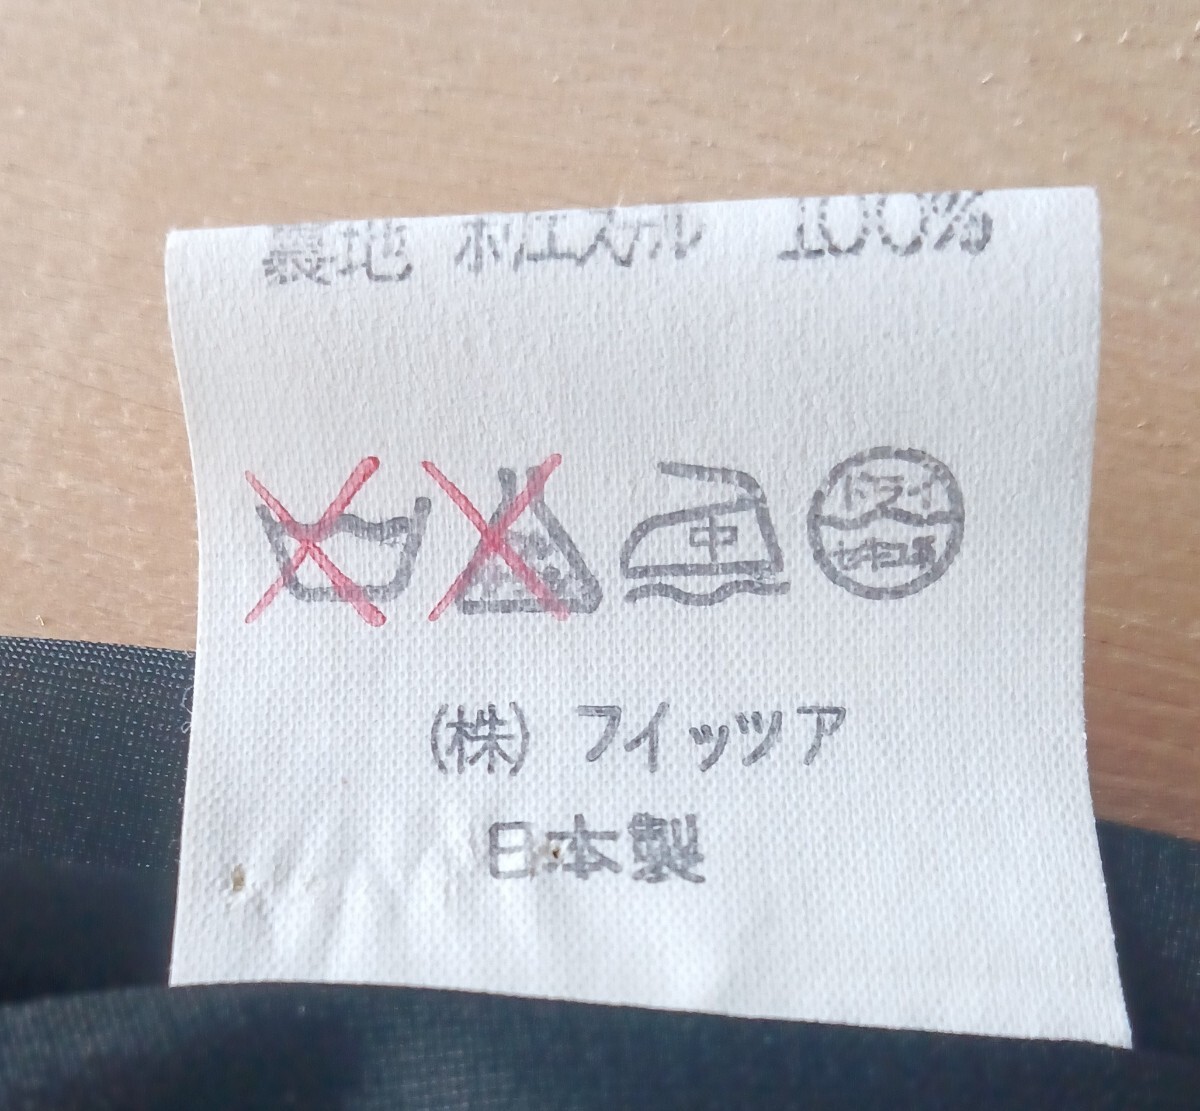 裏地 ポリエステル 100%
中 ドライ
セキユ系
(株) フイッツア
日本製